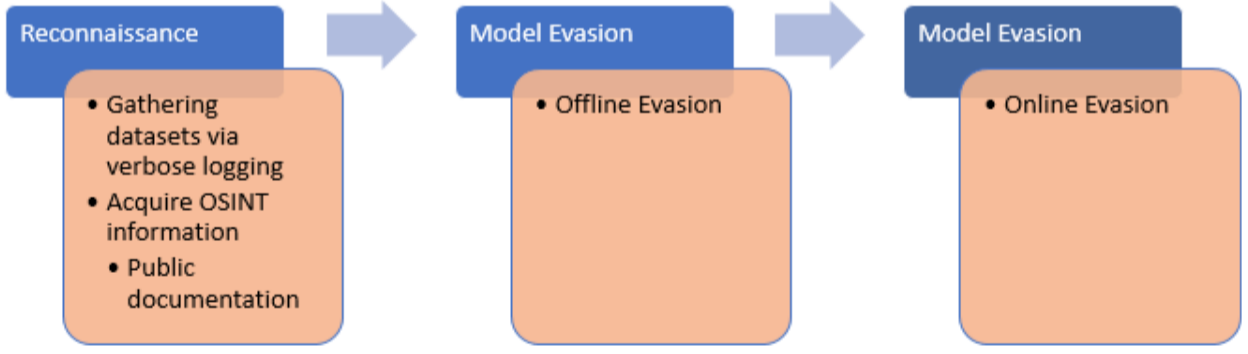 Reconnaissance
• Gathering
datasets via
verbose logging
• Acquire OSINT
information
• Public
documentation
Model Evasion
• Offline Evasion
Model Evasion
• Online Evasion